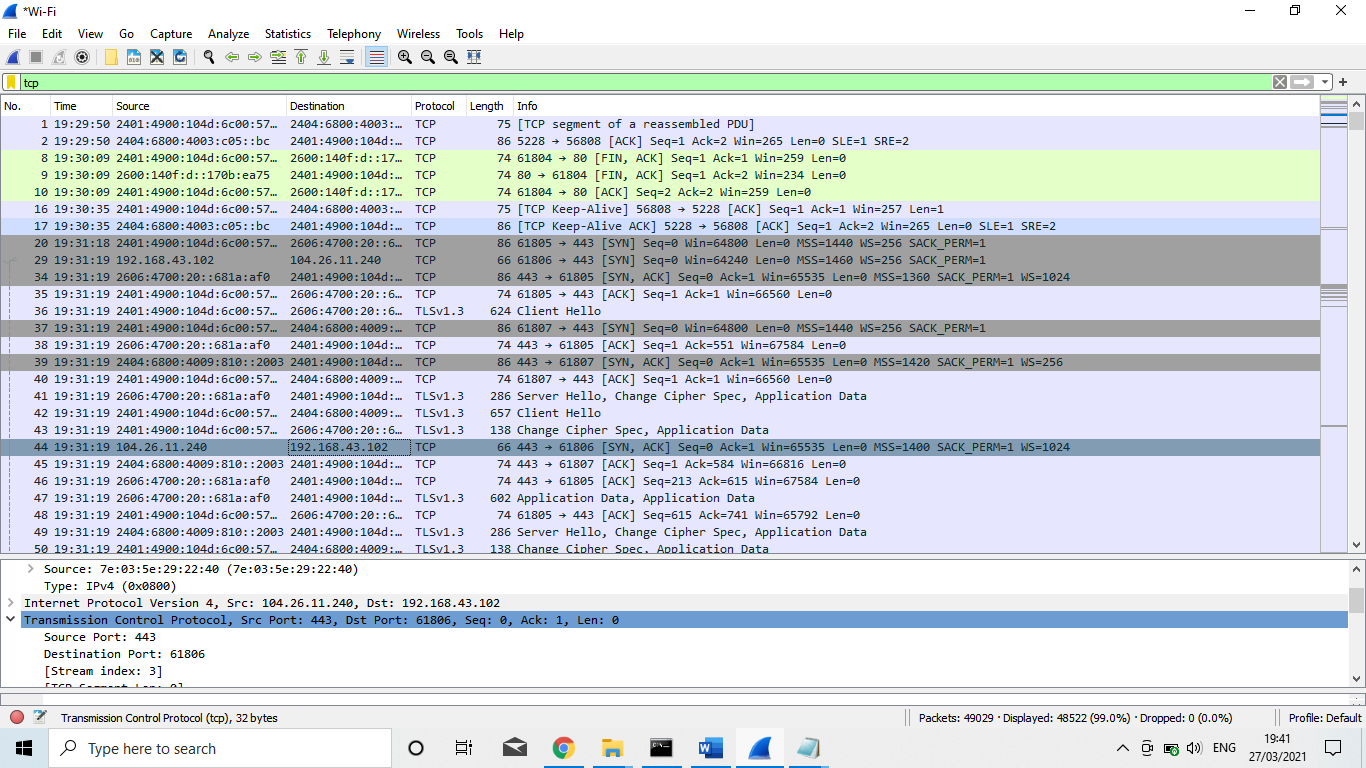 *Wi-Fi
File Edit View Go Capture Analyze Statistics Telephony Wireless Tools Help
tcp
No. Time Source Destination Protocol Length Info
1 19:29:50 2401:4900:104d:6c00:57… 2404:6800:4003:… TCP 75 [TCP segment of a reassembled PDU]
2 19:29:50 2404:6800:4003:c05::bc 2401:4900:104d:… TCP 86 5228 → 56808 [ACK] Seq=1 Ack=2 Win=265 Len=0 SLE=1 SRE=2
8 19:30:09 2401:4900:104d:6c00:57… 2600:140f:d::17… TCP 74 61804 → 80 [FIN, ACK] Seq=1 Ack=1 Win=259 Len=0
9 19:30:09 2600:140f:d::170b:ea75 2401:4900:104d:… TCP 74 80 → 61804 [FIN, ACK] Seq=1 Ack=2 Win=234 Len=0
10 19:30:09 2401:4900:104d:6c00:57… 2600:140f:d::17… TCP 74 61804 → 80 [ACK] Seq=2 Ack=2 Win=259 Len=0
16 19:30:35 2401:4900:104d:6c00:57… 2404:6800:4003:… TCP 75 [TCP Keep-Alive] 56808 → 5228 [ACK] Seq=1 Ack=1 Win=257 Len=1
17 19:30:35 2404:6800:4003:c05::bc 2401:4900:104d:… TCP 86 [TCP Keep-Alive ACK] 5228 → 56808 [ACK] Seq=1 Ack=2 Win=265 Len=0 SLE=1 SRE=2
20 19:31:18 2401:4900:104d:6c00:57… 2606:4700:20::6… TCP 86 61805 → 443 [SYN] Seq=0 Win=64800 Len=0 MSS=1440 WS=256 SACK_PERM=1
29 19:31:19 192.168.43.102 104.26.11.240 TCP 66 61806 → 443 [SYN] Seq=0 Win=64240 Len=0 MSS=1460 WS=256 SACK_PERM=1
34 19:31:19 2606:4700:20::681a:af0 2401:4900:104d:… TCP 86 443 → 61805 [SYN, ACK] Seq=0 Ack=1 Win=65535 Len=0 MSS=1360 SACK_PERM=1 WS=1024
35 19:31:19 2401:4900:104d:6c00:57… 2606:4700:20::6… TCP 74 61805 → 443 [ACK] Seq=1 Ack=1 Win=66560 Len=0
36 19:31:19 2401:4900:104d:6c00:57… 2606:4700:20::6… TLSv1.3 624 Client Hello
37 19:31:19 2401:4900:104d:6c00:57… 2404:6800:4009:… TCP 86 61807 → 443 [SYN] Seq=0 Win=64800 Len=0 MSS=1440 WS=256 SACK_PERM=1
38 19:31:19 2606:4700:20::681a:af0 2401:4900:104d:… TCP 74 443 → 61805 [ACK] Seq=1 Ack=551 Win=67584 Len=0
39 19:31:19 2404:6800:4009:810::2003 2401:4900:104d:… TCP 86 443 → 61807 [SYN, ACK] Seq=0 Ack=1 Win=65535 Len=0 MSS=1420 SACK_PERM=1 WS=256
40 19:31:19 2401:4900:104d:6c00:57… 2404:6800:4009:… TCP 74 61807 → 443 [ACK] Seq=1 Ack=1 Win=66560 Len=0
41 19:31:19 2606:4700:20::681a:af0 2401:4900:104d:… TLSv1.3 286 Server Hello, Change Cipher Spec, Application Data
42 19:31:19 2401:4900:104d:6c00:57… 2404:6800:4009:… TLSv1.3 657 Client Hello
43 19:31:19 2401:4900:104d:6c00:57… 2606:4700:20::6… TLSv1.3 138 Change Cipher Spec, Application Data
44 19:31:19 104.26.11.240 192.168.43.102 TCP 66 443 → 61806 [SYN, ACK] Seq=0 Ack=1 Win=65535 Len=0 MSS=1400 SACK_PERM=1 WS=1024
45 19:31:19 2404:6800:4009:810::2003 2401:4900:104d:… TCP 74 443 → 61807 [ACK] Seq=1 Ack=584 Win=66816 Len=0
46 19:31:19 2606:4700:20::681a:af0 2401:4900:104d:… TCP 74 443 → 61805 [ACK] Seq=213 Ack=615 Win=67584 Len=0
47 19:31:19 2606:4700:20::681a:af0 2401:4900:104d:… TLSv1.3 602 Application Data, Application Data
48 19:31:19 2401:4900:104d:6c00:57… 2606:4700:20::6… TCP 74 61805 → 443 [ACK] Seq=615 Ack=741 Win=65792 Len=0
49 19:31:19 2404:6800:4009:810::2003 2401:4900:104d:… TLSv1.3 286 Server Hello, Change Cipher Spec, Application Data
50 19:31:19 2401:4900:104d:6c00:57… 2404:6800:4009:… TLSv1.3 138 Change Cipher Spec, Application Data
Source: 7e:03:5e:29:22:40 (7e:03:5e:29:22:40)
Type: IPv4 (0x0800)
Internet Protocol Version 4, Src: 104.26.11.240, Dst: 192.168.43.102
Transmission Control Protocol, Src Port: 443, Dst Port: 61806, Seq: 0, Ack: 1, Len: 0
Source Port: 443
Destination Port: 61806
[Stream index: 3]
[TCP Segment Len: 0]
Transmission Control Protocol (tcp), 32 bytes
Packets: 49029 · Displayed: 48522 (99.0%) · Dropped: 0 (0.0%)
Profile: Default
Type here to search
ENG
19:41
27/03/2021